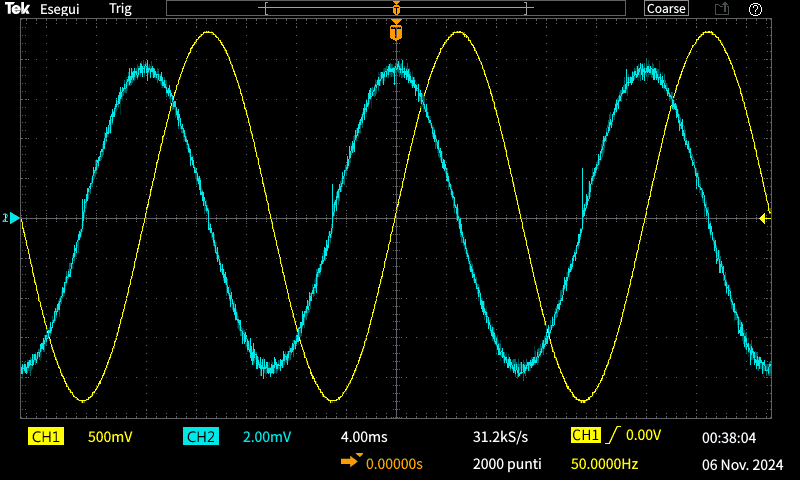 Tek Esegui Trig Coarse ?
T
T
2
CH1 500mV CH2 2.00mV 4.00ms 31.2kS/s CH1 0.00V 00:38:04
0.00000s 2000 punti 50.0000Hz 06 Nov. 2024